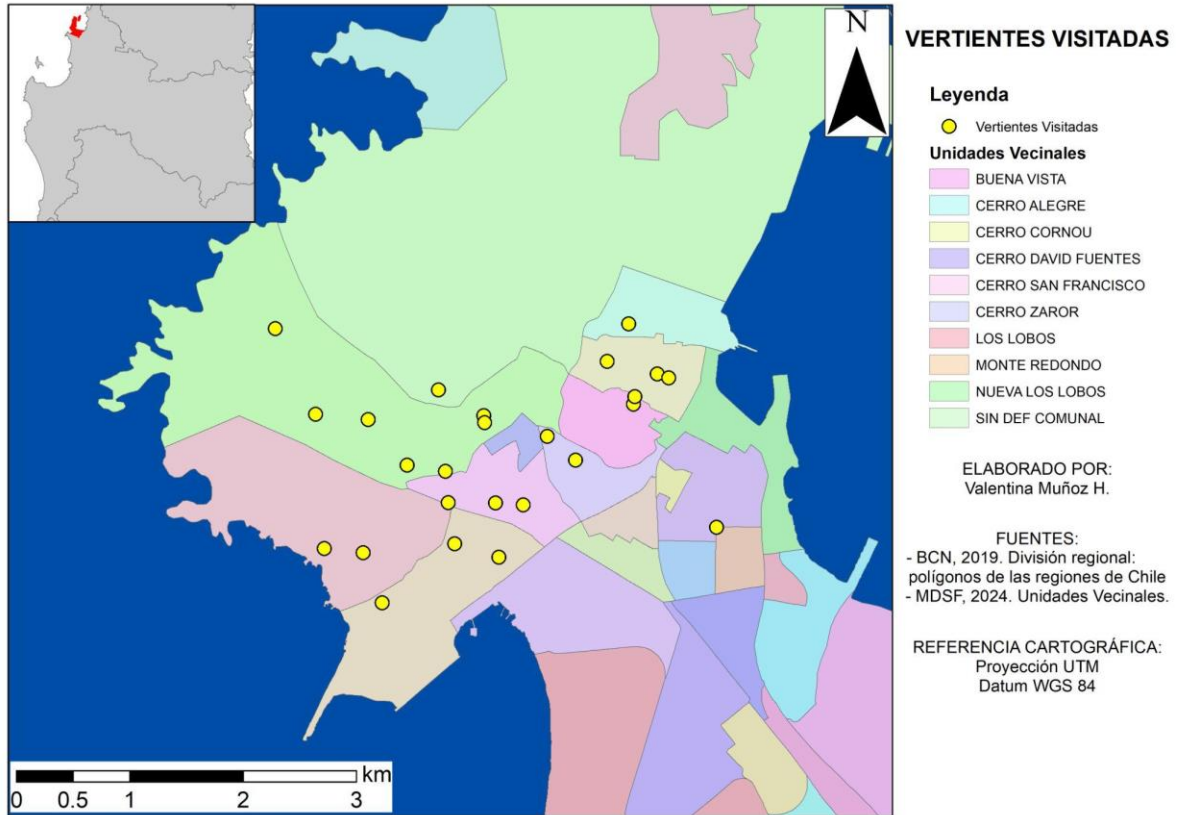 N
VERTIENTES VISITADAS
Leyenda
Vertientes Visitadas
Unidades Vecinales
BUENA VISTA
CERRO ALEGRE
CERRO CORNOU
CERRO DAVID FUENTES
CERRO SAN FRANCISCO
CERRO ZAROR
LOS LOBOS
MONTE REDONDO
NUEVA LOS LOBOS
SIN DEF COMUNAL
ELABORADO POR:
Valentina Muñoz H.
FUENTES:
- BCN, 2019. División regional:
polígonos de las regiones de Chile
- MDSF, 2024. Unidades Vecinales.
REFERENCIA CARTOGRÁFICA:
Proyección UTM
Datum WGS 84
km
0 0.5 1 2 3